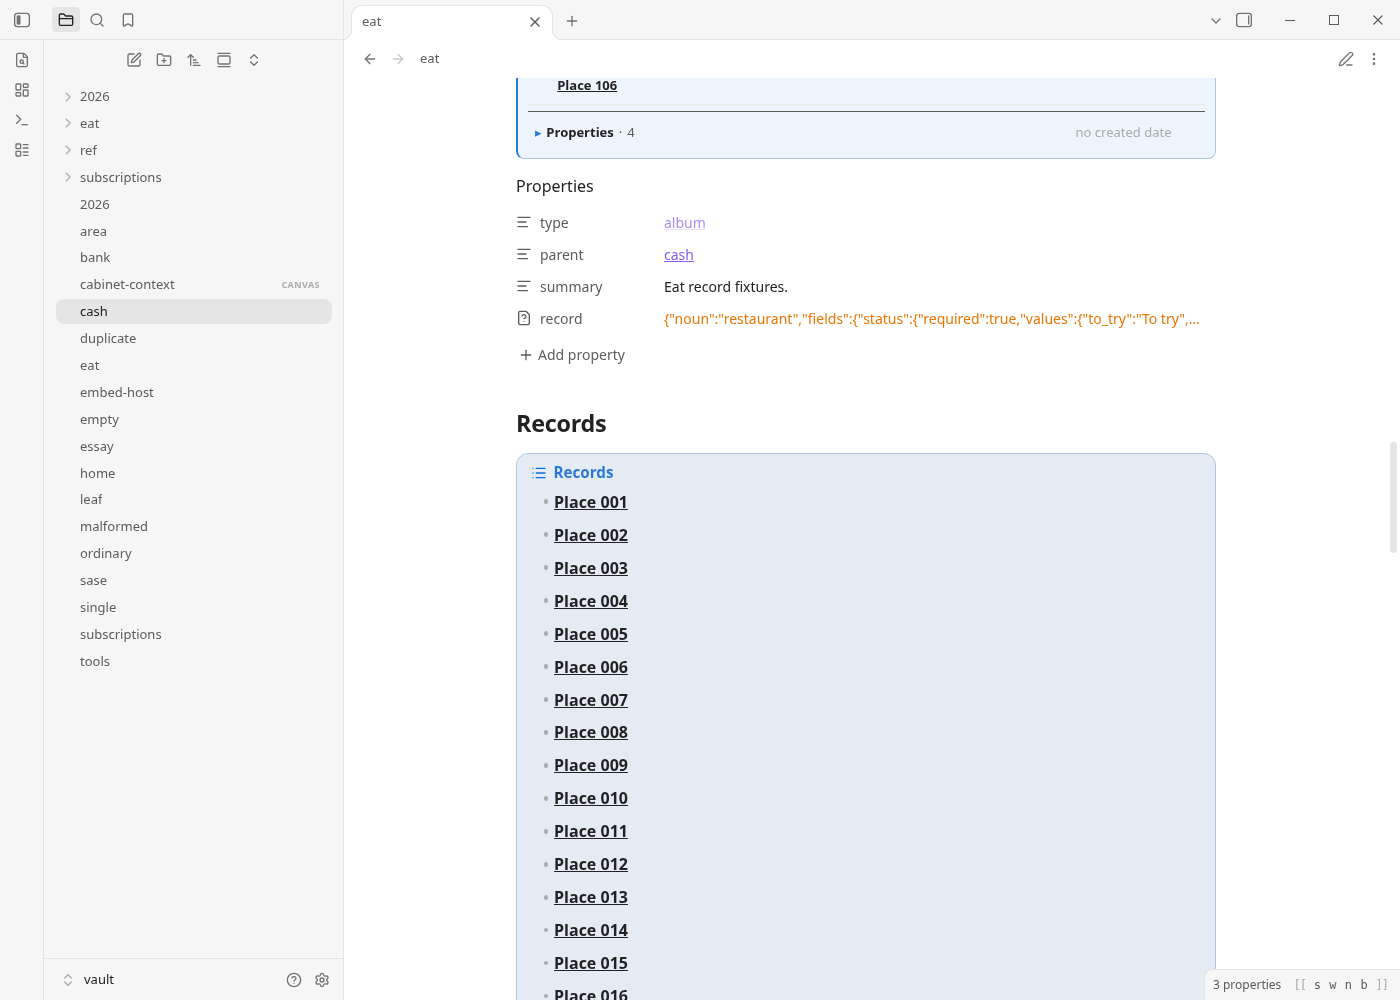 eat
eat
2026
eat
ref
subscriptions
2026
area
bank
cabinet-context CANVAS
cash
duplicate
eat
embed-host
empty
essay
home
leaf
malformed
ordinary
sase
single
subscriptions
tools
vault
Place 106
Properties · 4 no created date
Properties
type album
parent cash
summary Eat record fixtures.
record {"noun":"restaurant","fields":{"status":{"required":true,"values":{"to_try":"To try",...
Add property
Records
Records
Place 001
Place 002
Place 003
Place 004
Place 005
Place 006
Place 007
Place 008
Place 009
Place 010
Place 011
Place 012
Place 013
Place 014
Place 015
Place 016
3 properties [[ s w n b ]]